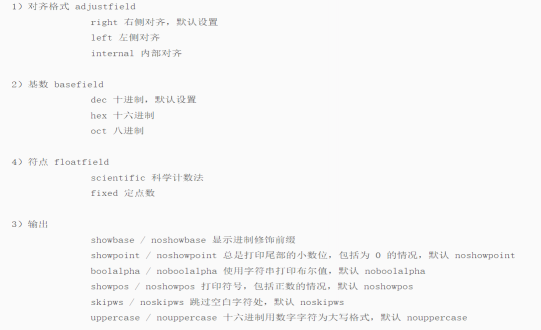 1）对齐格式 adjustfield
right 右侧对齐，默认设置
left 左侧对齐
internal 内部对齐
2）基数 basefield
dec 十进制，默认设置
hex 十六进制
oct 八进制
4）符点 floatfield
scientific 科学计数法
fixed 定点数
3）输出
showbase / noshowbase 显示进制修饰前缀
showpoint / noshowpoint 总是打印尾部的小数位，包括为 0 的情况，默认 noshowpoint
boolalpha / noboolalpha 使用字符串打印布尔值，默认 noboolalpha
showpos / noshowpos 打印符号，包括正数的情况，默认 noshowpos
skipws / noskipws 跳过空白字符处，默认 noskipws
uppercase / nouppercase 十六进制用数字字符为大写格式，默认 nouppercase